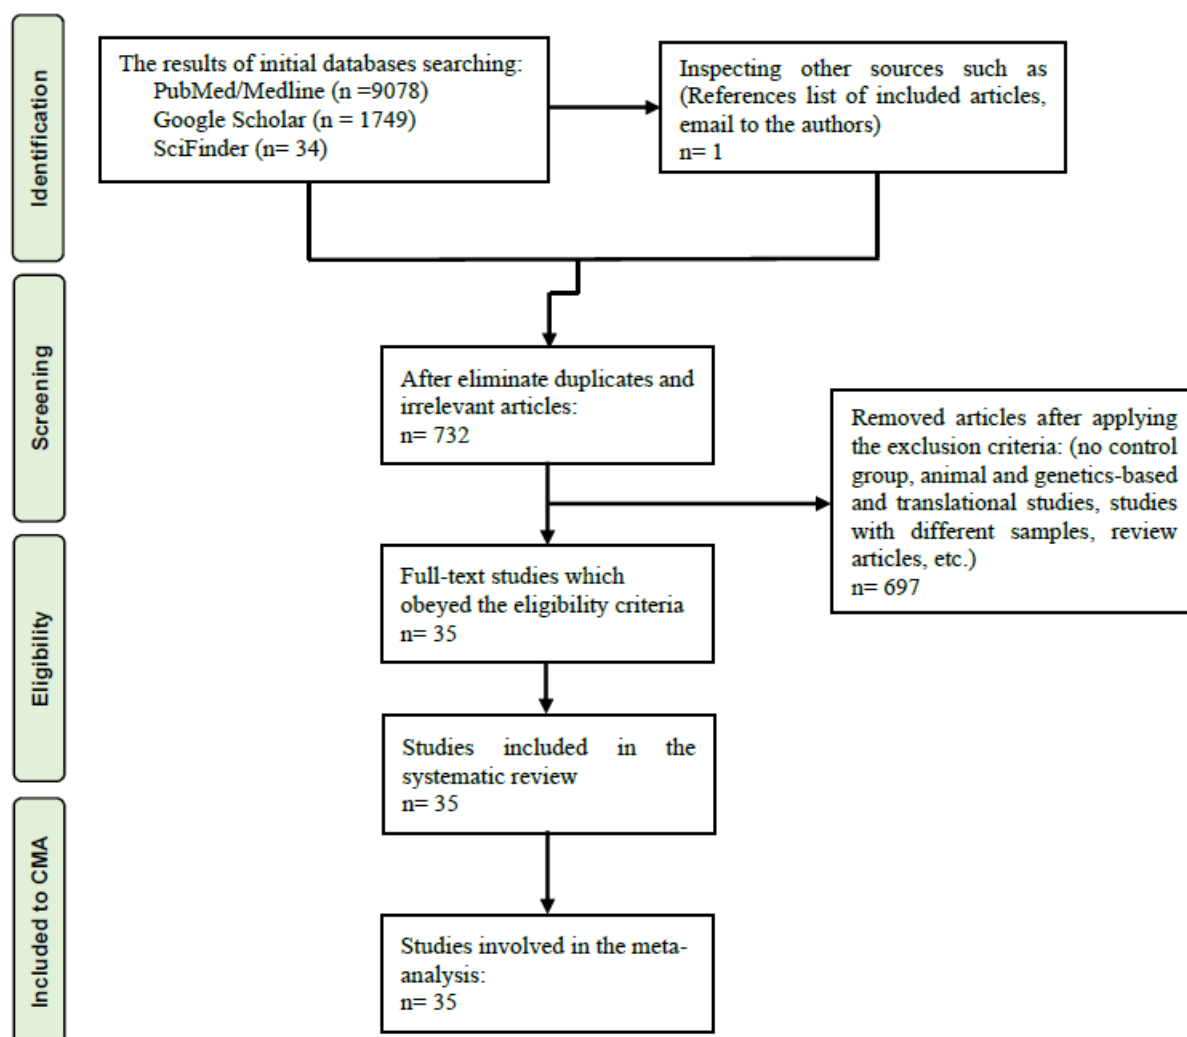 Identification
The results of initial databases searching:
PubMed/Medline (n =9078)
Google Scholar (n = 1749)
SciFinder (n= 34)
Inspecting other sources such as
(References list of included articles,
email to the authors)
n= 1
Screening
After eliminate duplicates and
irrelevant articles:
n= 732
Removed articles after applying
the exclusion criteria: (no control
group, animal and genetics-based
and translational studies, studies
with different samples, review
articles, etc.)
n= 697
Eligibility
Full-text studies which
obeyed the eligibility criteria
n= 35
Studies included in the
systematic review
n= 35
Included to CMA
Studies involved in the meta-
analysis:
n= 35